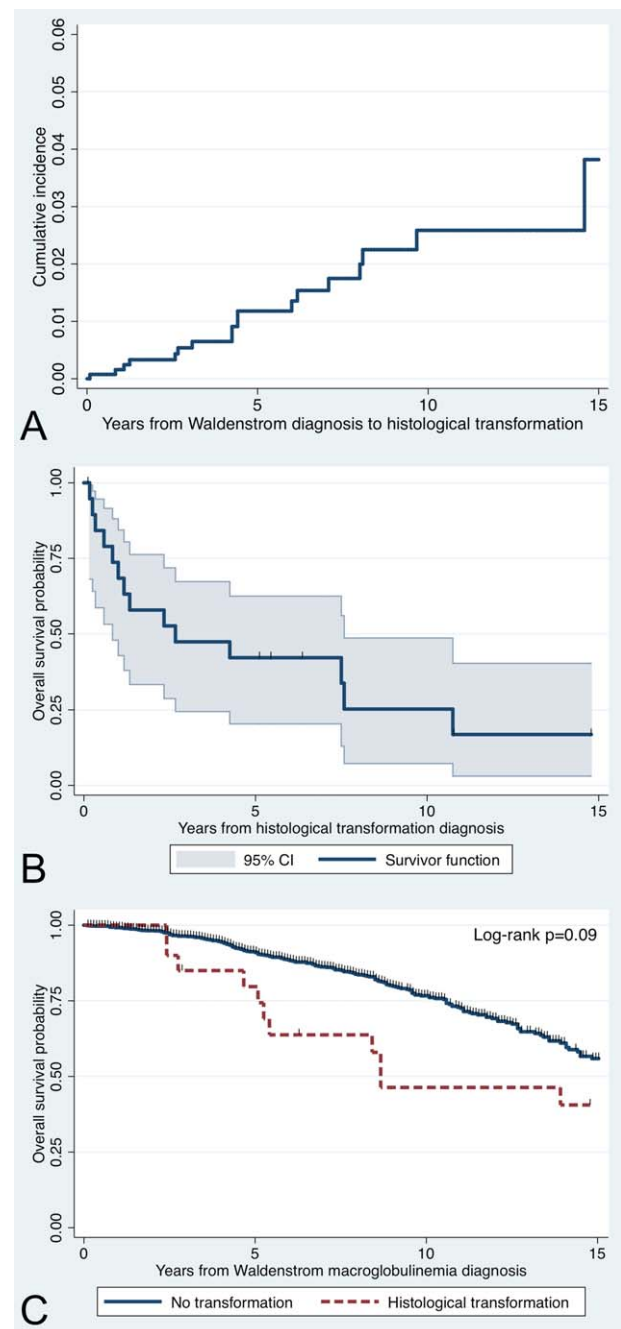 0.06
0.05
0.04
0.03
0.02
0.01
0.00
Cumulative incidence
0 5 10 15
Years from Waldenstrom diagnosis to histological transformation
A
1.00
0.75
0.50
0.25
0.00
Overall survival probability
0 5 10 15
Years from histological transformation diagnosis
95% CI Survivor function
B
Log-rank p=0.09
1.00
0.75
0.50
0.25
0.00
Overall survival probability
0 5 10 15
Years from Waldenstrom macroglobulinemia diagnosis
No transformation Histological transformation
C